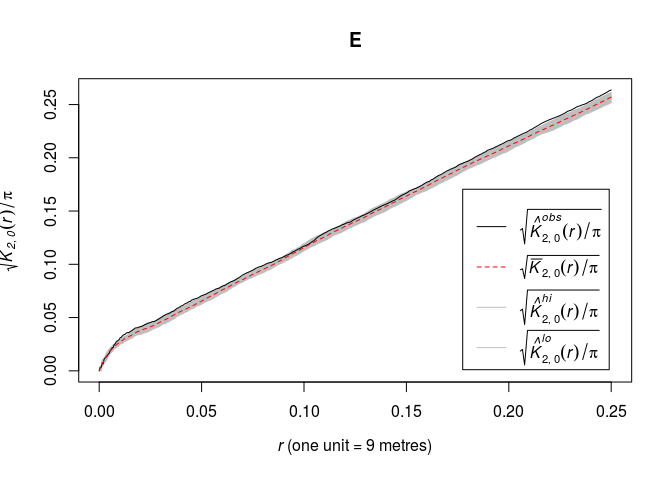 E
√K2, 0(r)/π
0.25
0.20
0.15
0.10
0.05
0.00
√K̂obs2, 0(r)/π
√K̅2, 0(r)/π
√K̂hi2, 0(r)/π
√K̂lo2, 0(r)/π
0.00 0.05 0.10 0.15 0.20 0.25
r (one unit = 9 metres)